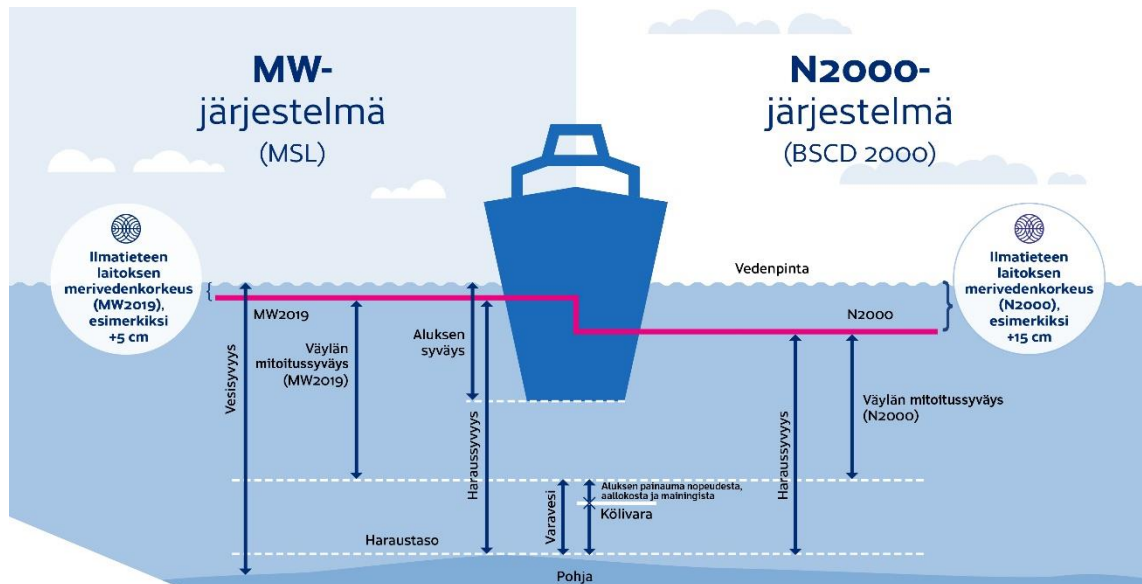 MW-
järjestelmä
(MSL)
N2000-
järjestelmä
(BSCD 2000)
Ilmatieteen
laitoksen
merivedenkorkeus
(MW2019),
esimerkiksi
+5 cm
Vedenpinta
Ilmatieteen
laitoksen
merivedenkorkeus
(N2000),
esimerkiksi
+15 cm
MW2019
N2000
Vesisyvyys
Väylän
mitoitussyväys
(MW2019)
Aluksen
syväys
Haraussyvyys
Haraussyvyys
Väylän mitoitussyväys
(N2000)
Varavesi
Aluksen painauma nopeudesta,
aallokosta ja mainingista
Kölivara
Haraustaso
Pohja